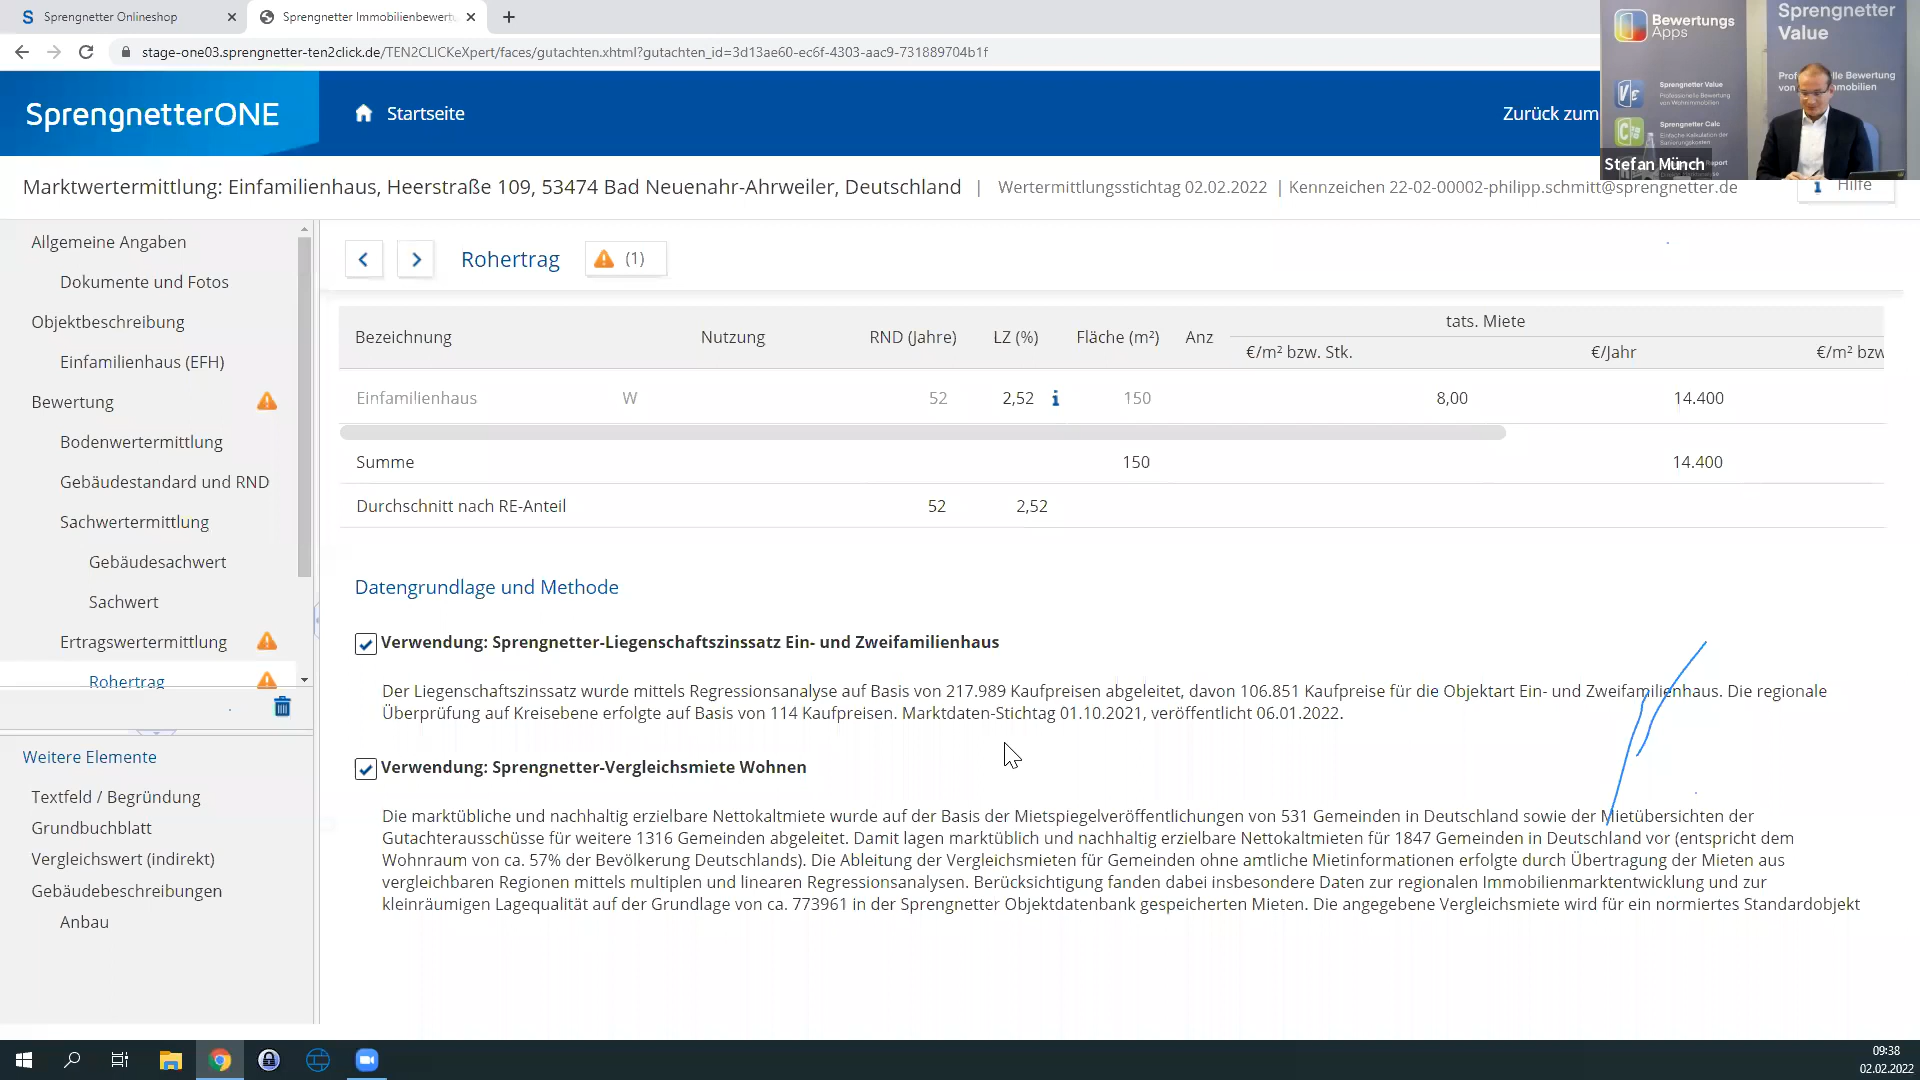 Sprengnetter Onlineshop
Sprengnetter Immobilienbewertu
stage-one03.sprengnetter-ten2click.de/TEN2CLICKeXpert/faces/gutachten.xhtml?gutachten_id=3d13ae60-ec6f-4303-aac9-731889704b1f
SprengnetterONE
Startseite
Zurück zum
Bewertungs
Apps
Sprengnetter Value
Professionelle Bewertung
von Wohnimmobilien
Sprengnetter Calc
Einfache Kalkulation der
Sanierungskosten
Report
Sprengnetter
Value
Stefan Münch
Marktwertermittlung: Einfamilienhaus, Heerstraße 109, 53474 Bad Neuenahr-Ahrweiler, Deutschland | Wertermittlungsstichtag 02.02.2022 | Kennzeichen 22-02-00002-philipp.schmitt@sprengnetter.de
Hilfe
Allgemeine Angaben
Dokumente und Fotos
Objektbeschreibung
Einfamilienhaus (EFH)
Bewertung
Bodenwertermittlung
Gebäudestandard und RND
Sachwertermittlung
Gebäudesachwert
Sachwert
Ertragswertermittlung
Rohertrag
Weitere Elemente
Textfeld / Begründung
Grundbuchblatt
Vergleichswert (indirekt)
Gebäudebeschreibungen
Anbau
Rohertrag (1)
tats. Miete
Bezeichnung Nutzung RND (Jahre) LZ (%) Fläche (m²) Anz
€/m² bzw. Stk. €/Jahr €/m² bzw
Einfamilienhaus W 52 2,52 150 8,00 14.400
Summe 150 14.400
Durchschnitt nach RE-Anteil 52 2,52
Datengrundlage und Methode
Verwendung: Sprengnetter-Liegenschaftszinssatz Ein- und Zweifamilienhaus
Der Liegenschaftszinssatz wurde mittels Regressionsanalyse auf Basis von 217.989 Kaufpreisen abgeleitet, davon 106.851 Kaufpreise für die Objektart Ein- und Zweifamilienhaus. Die regionale
Überprüfung auf Kreisebene erfolgte auf Basis von 114 Kaufpreisen. Marktdaten-Stichtag 01.10.2021, veröffentlicht 06.01.2022.
Verwendung: Sprengnetter-Vergleichsmiete Wohnen
Die marktübliche und nachhaltig erzielbare Nettokaltmiete wurde auf der Basis der Mietspiegelveröffentlichungen von 531 Gemeinden in Deutschland sowie der Mietübersichten der
Gutachterausschüsse für weitere 1316 Gemeinden abgeleitet. Damit lagen marktüblich und nachhaltig erzielbare Nettokaltmieten für 1847 Gemeinden in Deutschland vor (entspricht dem
Wohnraum von ca. 57% der Bevölkerung Deutschlands). Die Ableitung der Vergleichsmieten für Gemeinden ohne amtliche Mietinformationen erfolgte durch Übertragung der Mieten aus
vergleichbaren Regionen mittels multiplen und linearen Regressionsanalysen. Berücksichtigung fanden dabei insbesondere Daten zur regionalen Immobilienmarktentwicklung und zur
kleinräumigen Lagequalität auf der Grundlage von ca. 773961 in der Sprengnetter Objektdatenbank gespeicherten Mieten. Die angegebene Vergleichsmiete wird für ein normiertes Standardobjekt
09:38
02.02.2022